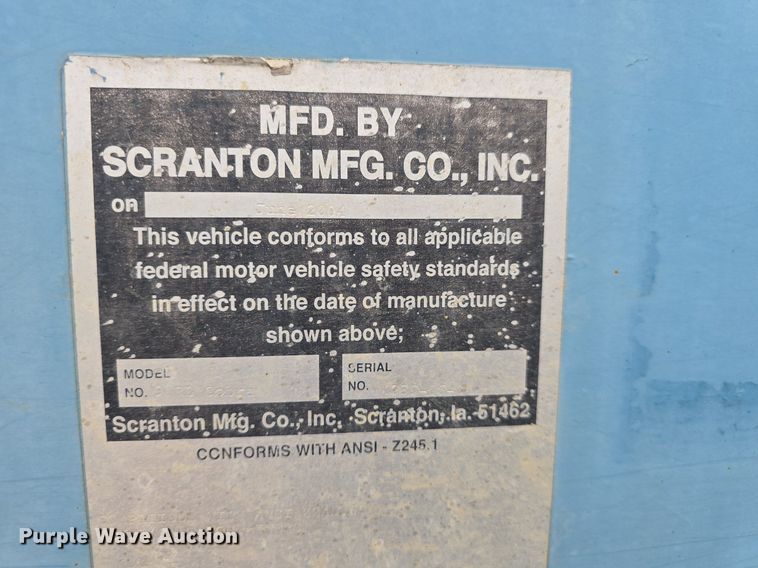 MFD. BY
SCRANTON MFG. CO., INC.
on
This vehicle conforms to all applicable
federal motor vehicle safety standards
in effect on the date of manufacture
shown above;
MODEL
NO.
SERIAL
NO.
Scranton Mfg. Co., Inc. Scranton, Ia. 51462
CONFORMS WITH ANSI - Z245.1
Purple Wave Auction